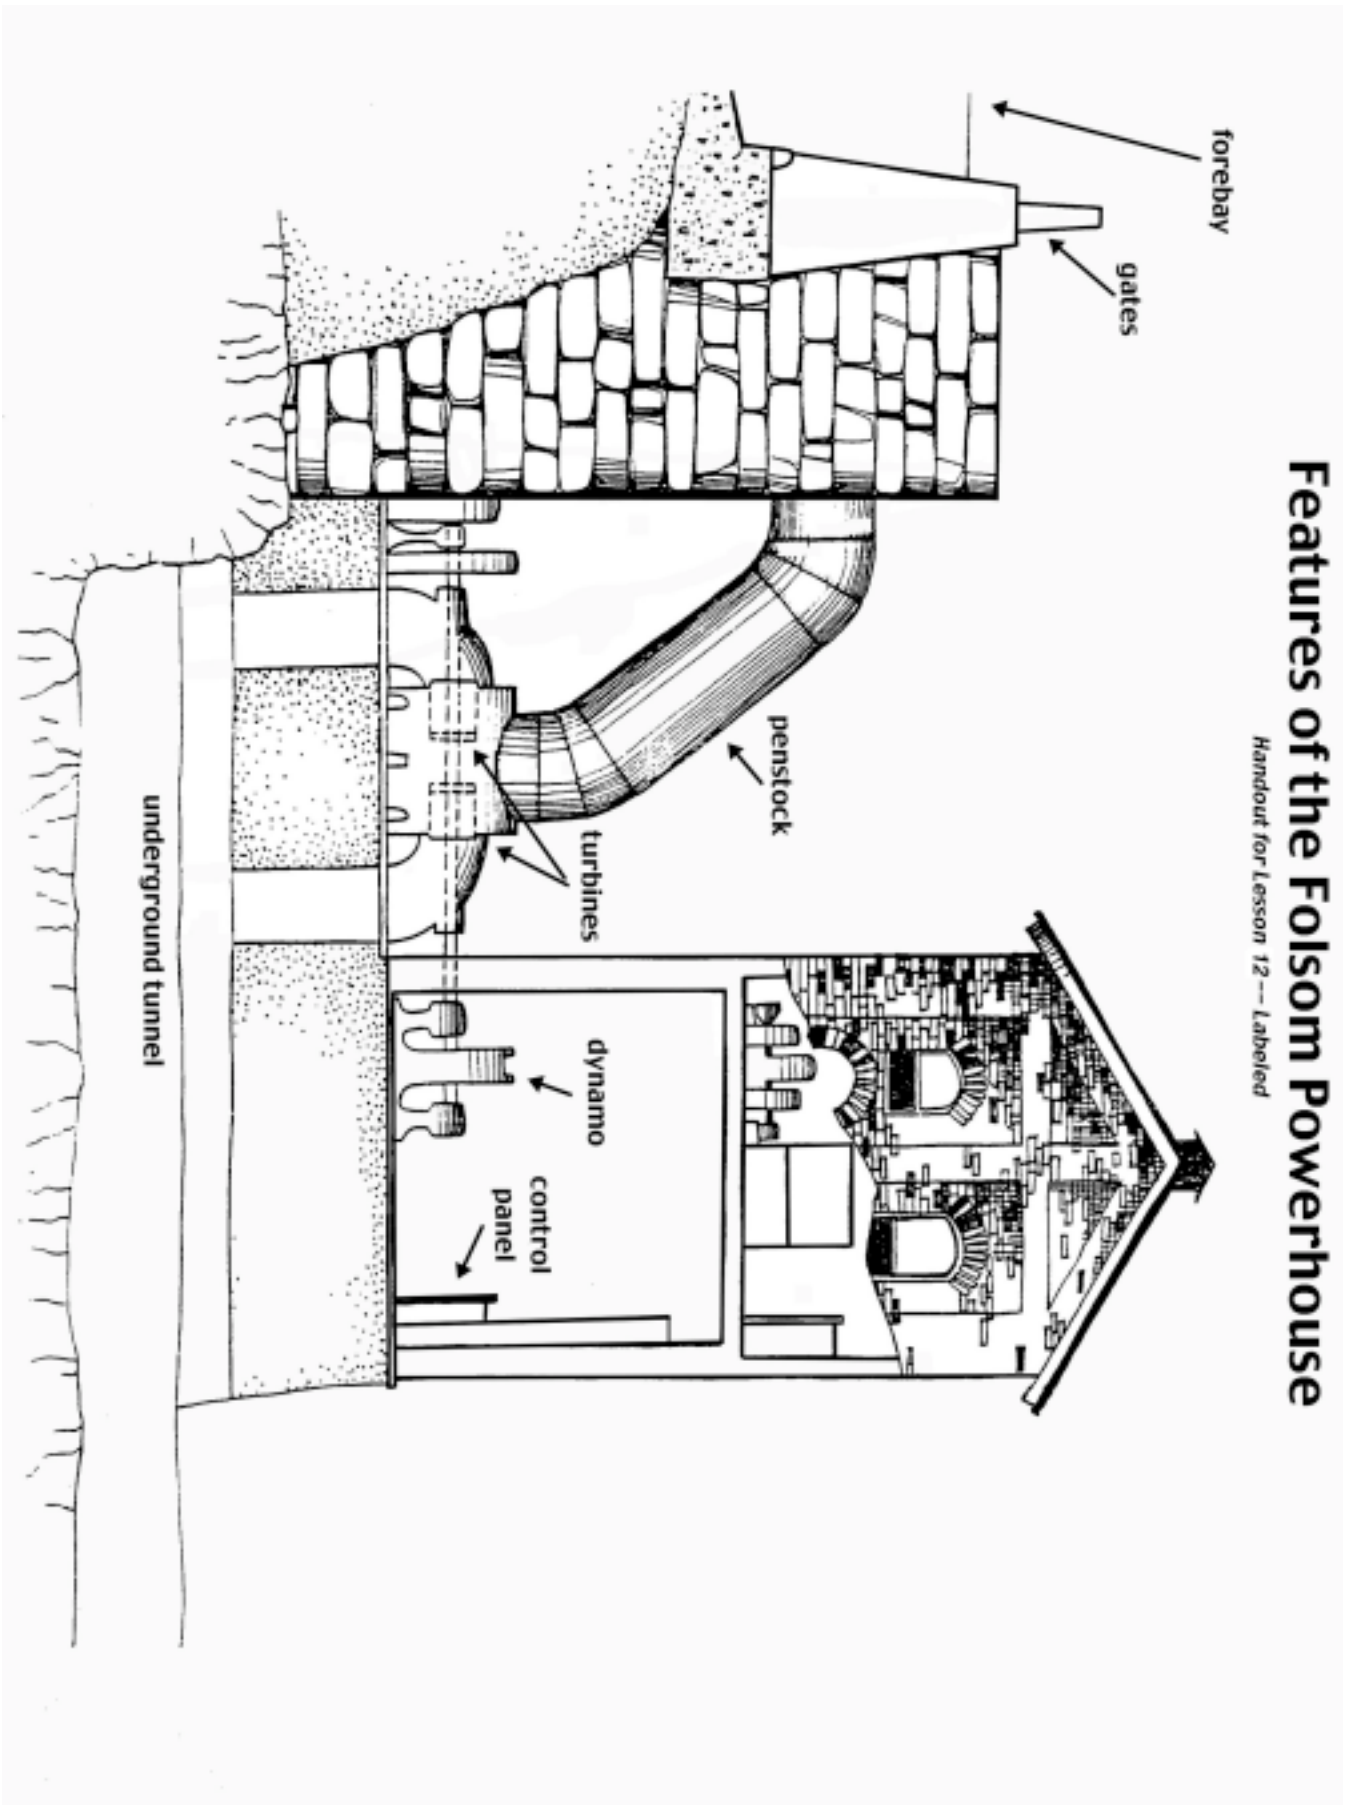 Features of the Folsom Powerhouse
Handout for Lesson 12 — Labeled
forebay
gates
penstock
turbines
dynamo
control
panel
underground tunnel